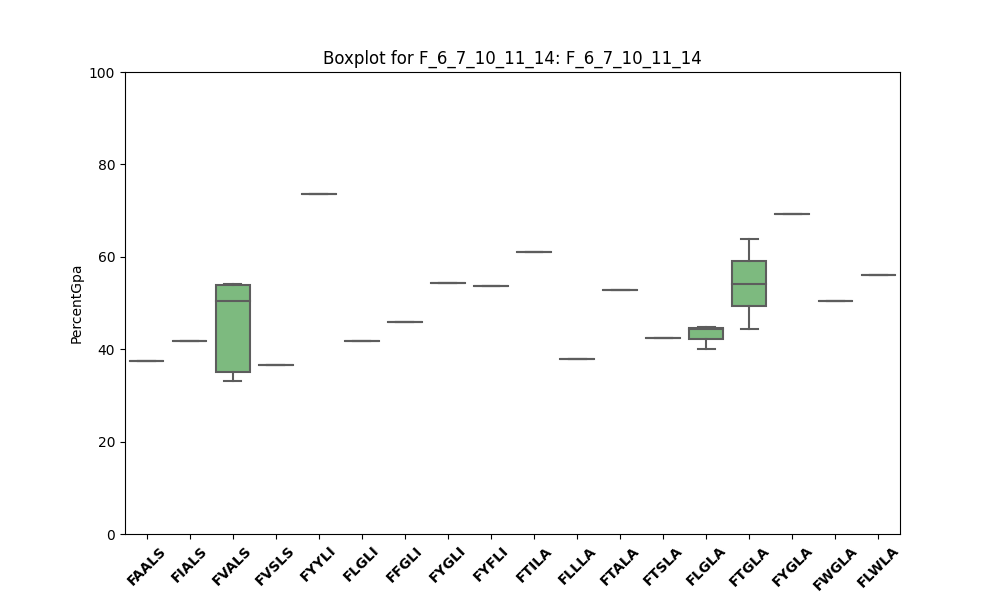 Boxplot for F_6_7_10_11_14: F_6_7_10_11_14
100
80
60
40
20
0
PercentGpa
FAALS
FIALS
FVALS
FVSLS
FYYLI
FLGLI
FFGLI
FYGLI
FYFLI
FTILA
FLLLA
FTALA
FTSLA
FLGLA
FTGLA
FYGLA
FWGLA
FLWLA